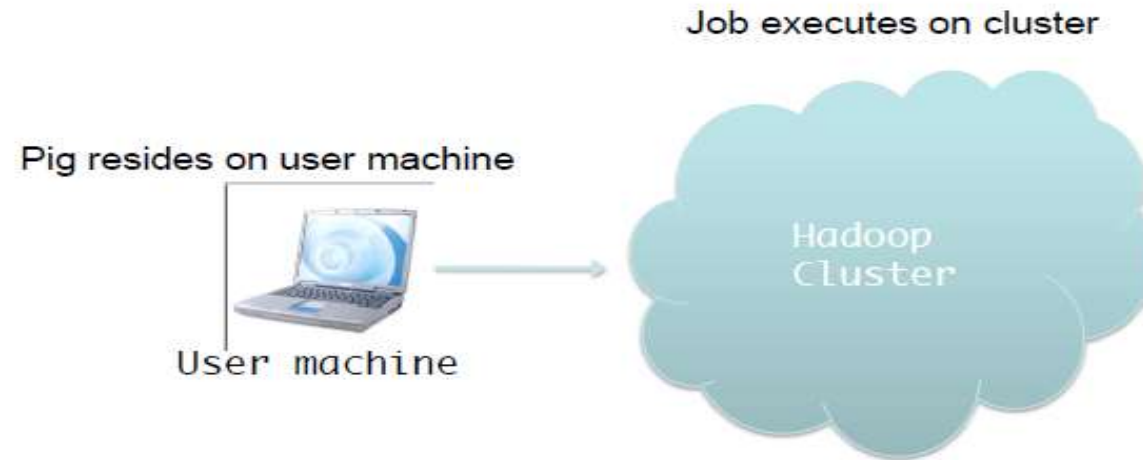 Job executes on cluster
Pig resides on user machine
Hadoop
Cluster
User machine